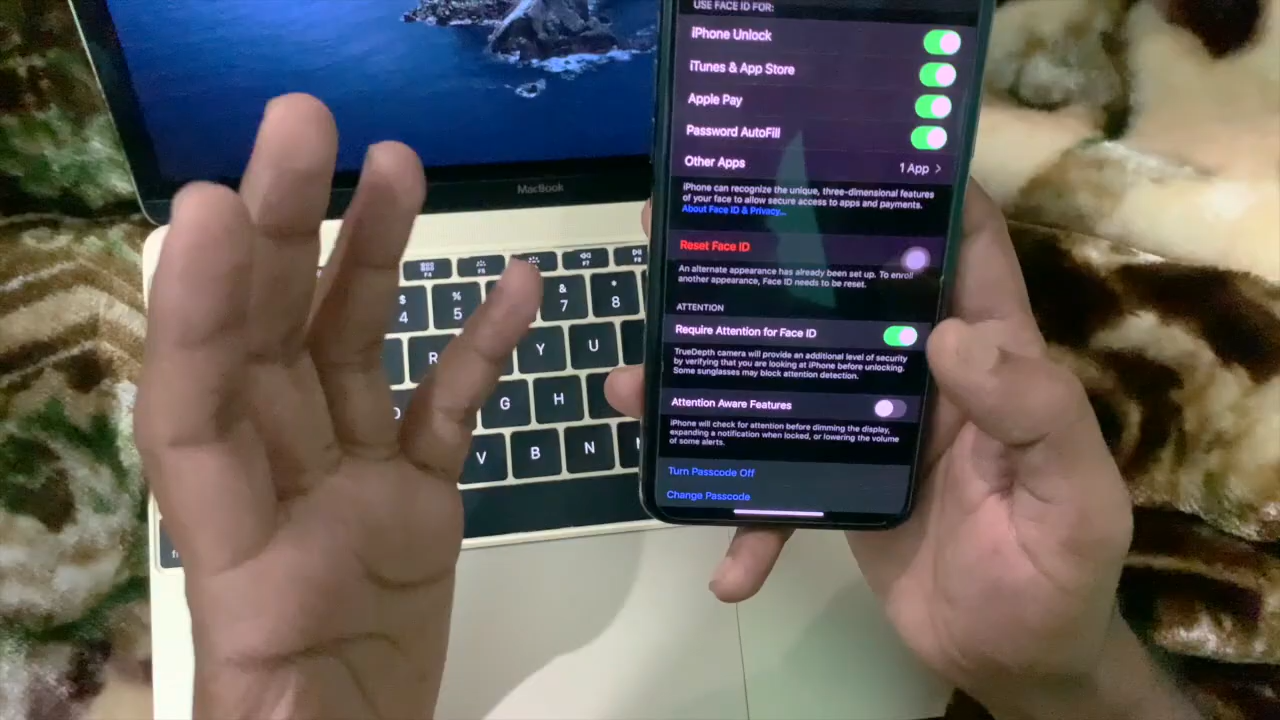 USE FACE ID FOR:
iPhone Unlock
iTunes & App Store
Apple Pay
Password AutoFill
Other Apps 1 App >
iPhone can recognize the unique, three-dimensional features
of your face to allow secure access to apps and payments.
About Face ID & Privacy...
Reset Face ID
An alternate appearance has already been set up. To enroll
another appearance, Face ID needs to be reset.
ATTENTION
Require Attention for Face ID
TrueDepth camera will provide an additional level of security
by verifying that you are looking at iPhone before unlocking.
Some sunglasses may block attention detection.
Attention Aware Features
iPhone will check for attention before dimming the display,
expanding a notification when locked, or lowering the volume
of some alerts.
Turn Passcode Off
Change Passcode
MacBook
F4 F5 F7 F8
$ % & *
4 5 7 8
R Y U
G H
V B N